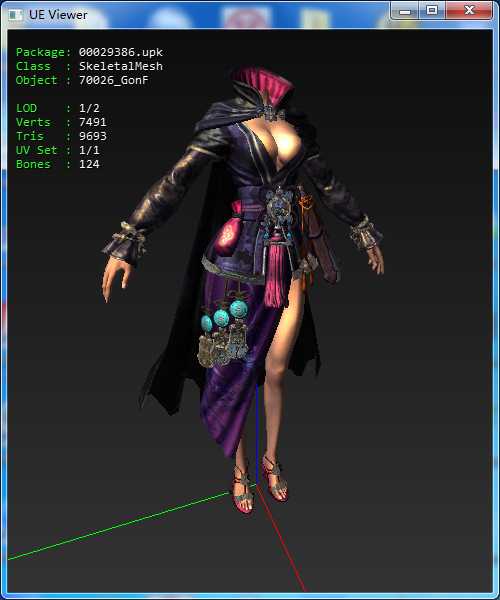 UE Viewer
Package: 00029386.upk
Class : SkeletalMesh
Object : 70026_GonF
LOD : 1/2
Verts : 7491
Tris : 9693
UV Set : 1/1
Bones : 124